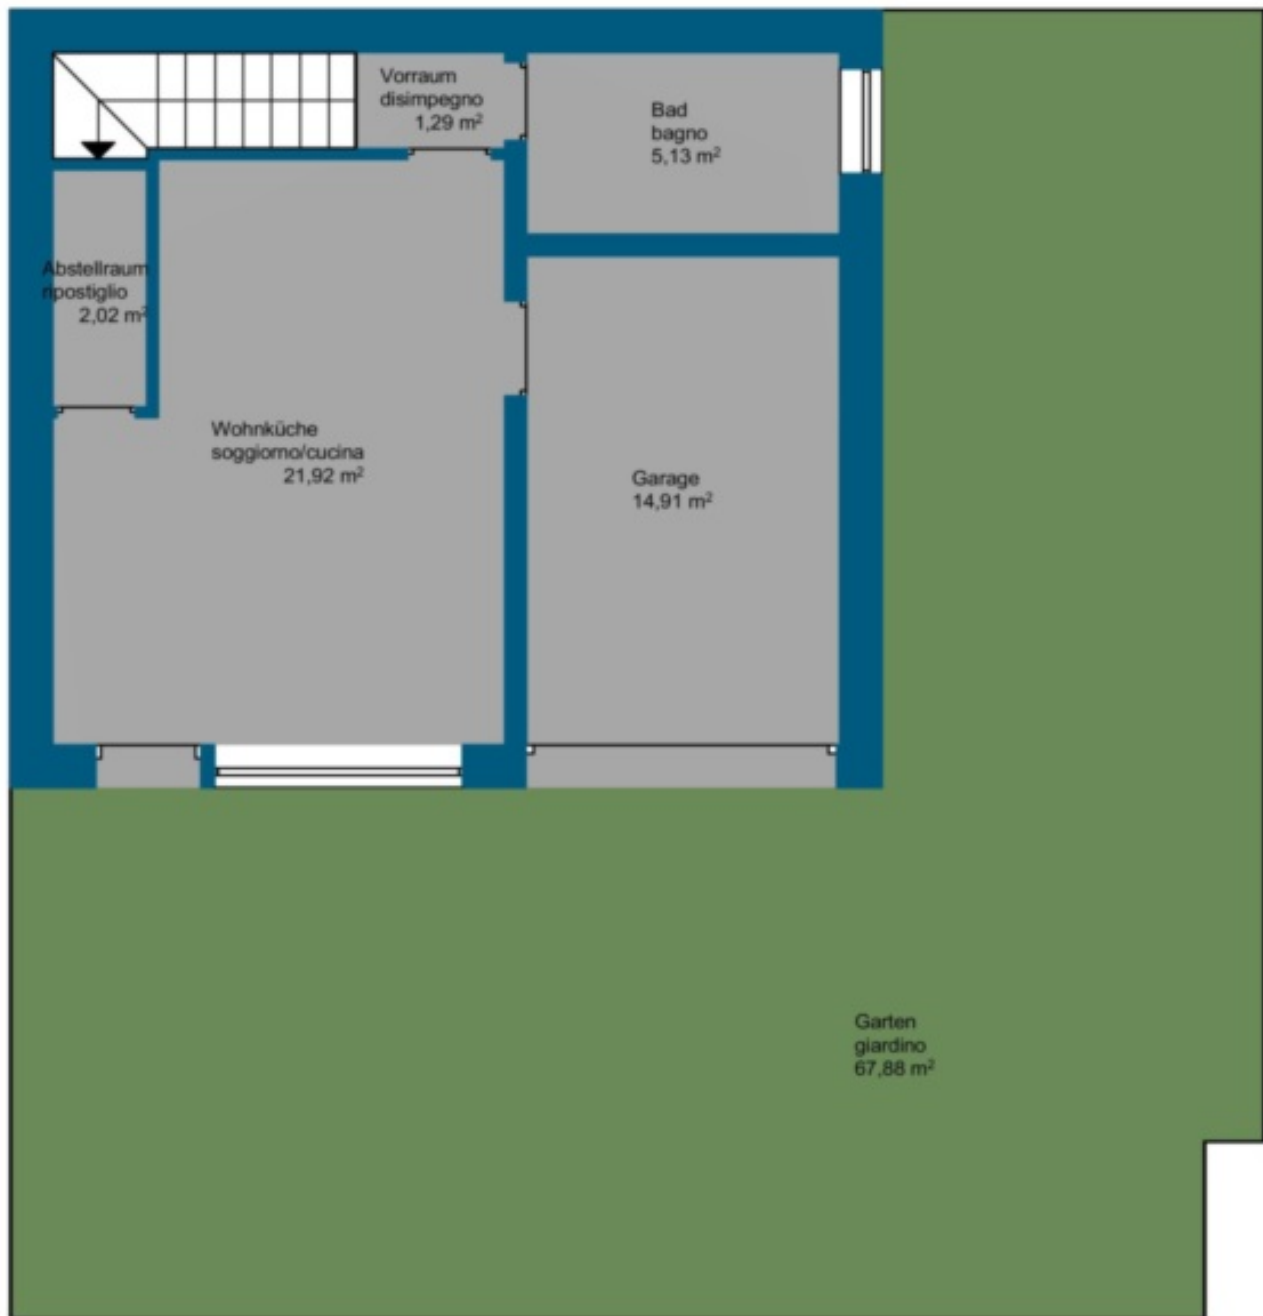 Vorraum
disimpegno
1,29 m²
Bad
bagno
5,13 m²
Abstellraum
ripostiglio
2,02 m²
Wohnküche
soggiorno/cucina
21,92 m²
Garage
14,91 m²
Garten
giardino
67,88 m²